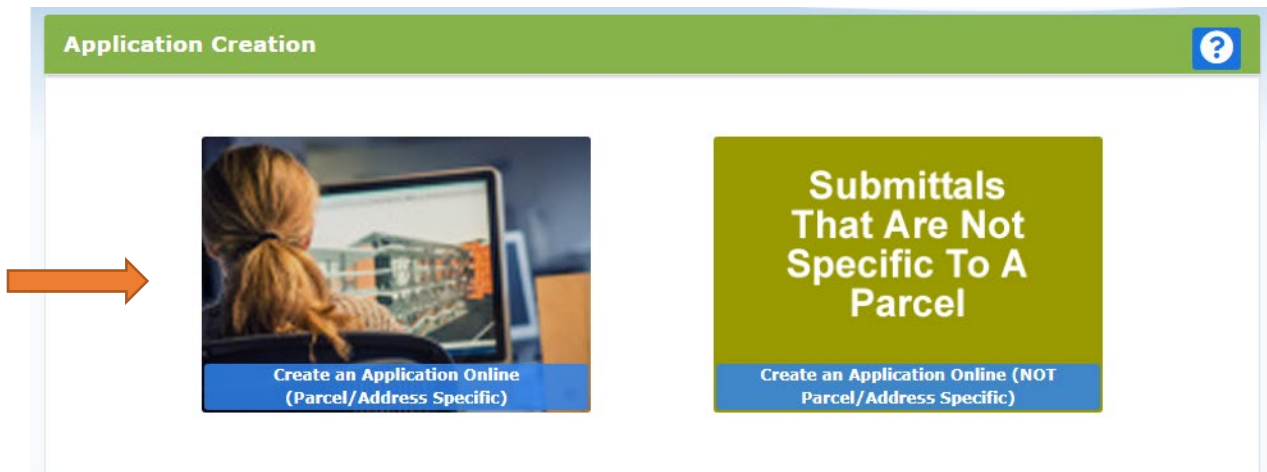 Application Creation
?
Submittals
That Are Not
Specific To A
Parcel
Create an Application Online
(Parcel/Address Specific)
Create an Application Online (NOT
Parcel/Address Specific)